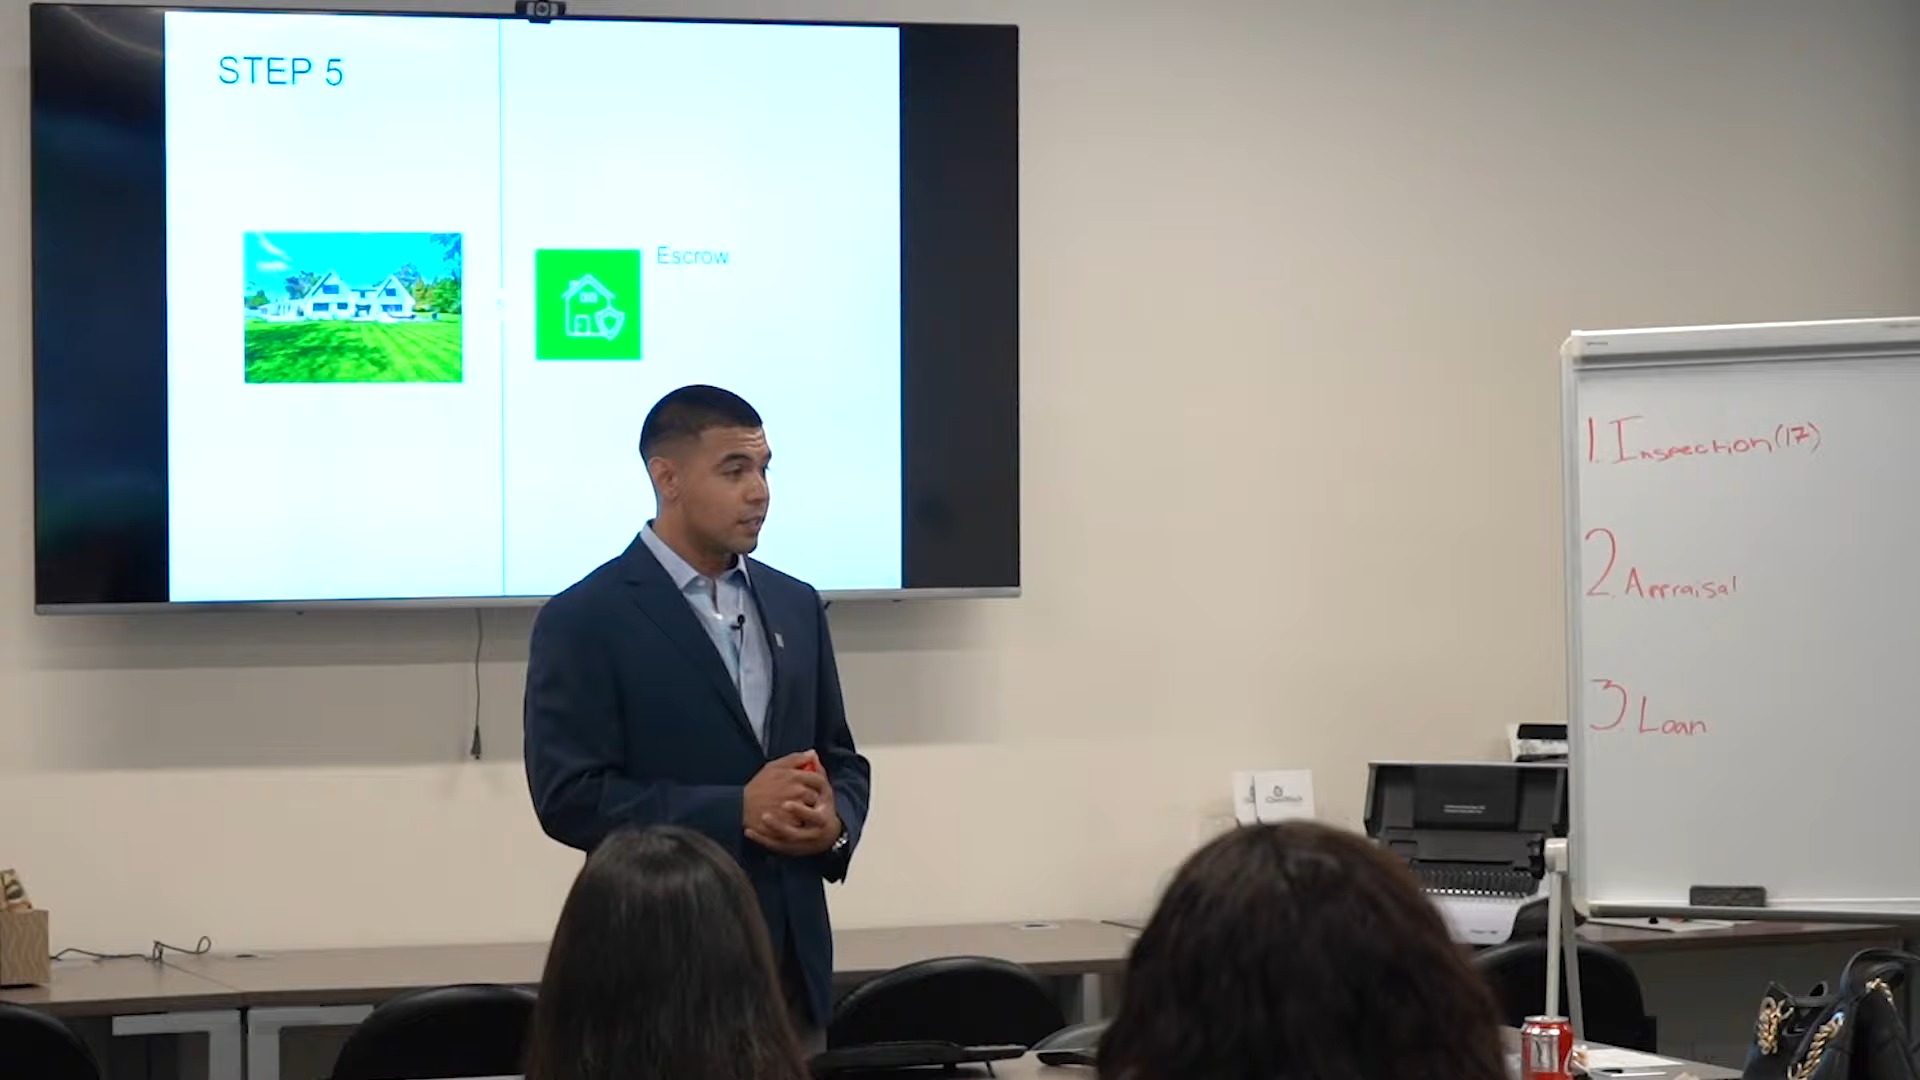 STEP 5
Escrow
1. Inspection (17)
2. Appraisal
3. Loan